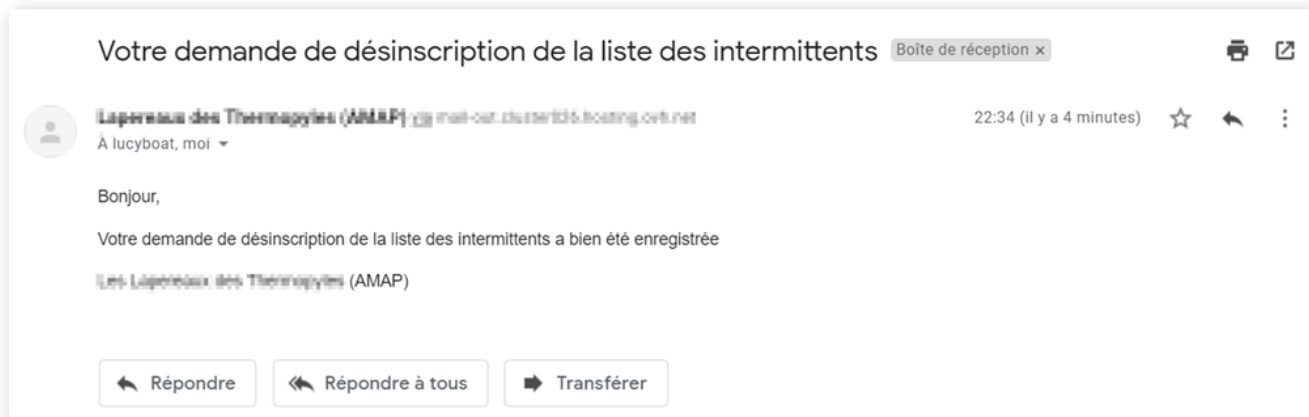 Votre demande de désinscription de la liste des intermittents Boîte de réception ×
22:34 (il y a 4 minutes)
À lucyboat, moi
Bonjour,
Votre demande de désinscription de la liste des intermittents a bien été enregistrée
(AMAP)
Répondre Répondre à tous Transférer